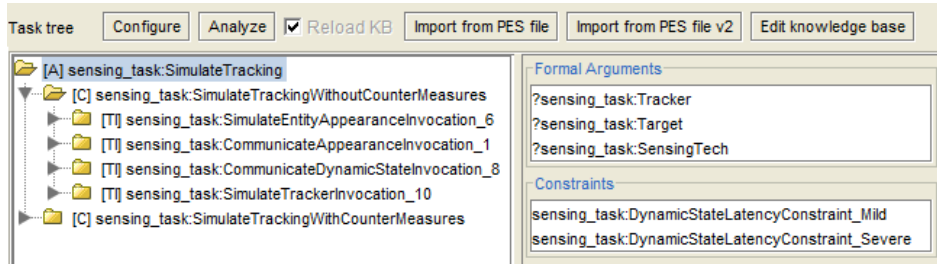 Task tree
Configure
Analyze
Reload KB
Import from PES file
Import from PES file v2
Edit knowledge base
[A] sensing_task:SimulateTracking
[C] sensing_task:SimulateTrackingWithoutCounterMeasures
[TI] sensing_task:SimulateEntityAppearanceInvocation_6
[TI] sensing_task:CommunicateAppearanceInvocation_1
[TI] sensing_task:CommunicateDynamicStateInvocation_8
[TI] sensing_task:SimulateTrackerInvocation_10
[C] sensing_task:SimulateTrackingWithCounterMeasures
Formal Arguments
?sensing_task:Tracker
?sensing_task:Target
?sensing_task:SensingTech
Constraints
sensing_task:DynamicStateLatencyConstraint_Mild
sensing_task:DynamicStateLatencyConstraint_Severe